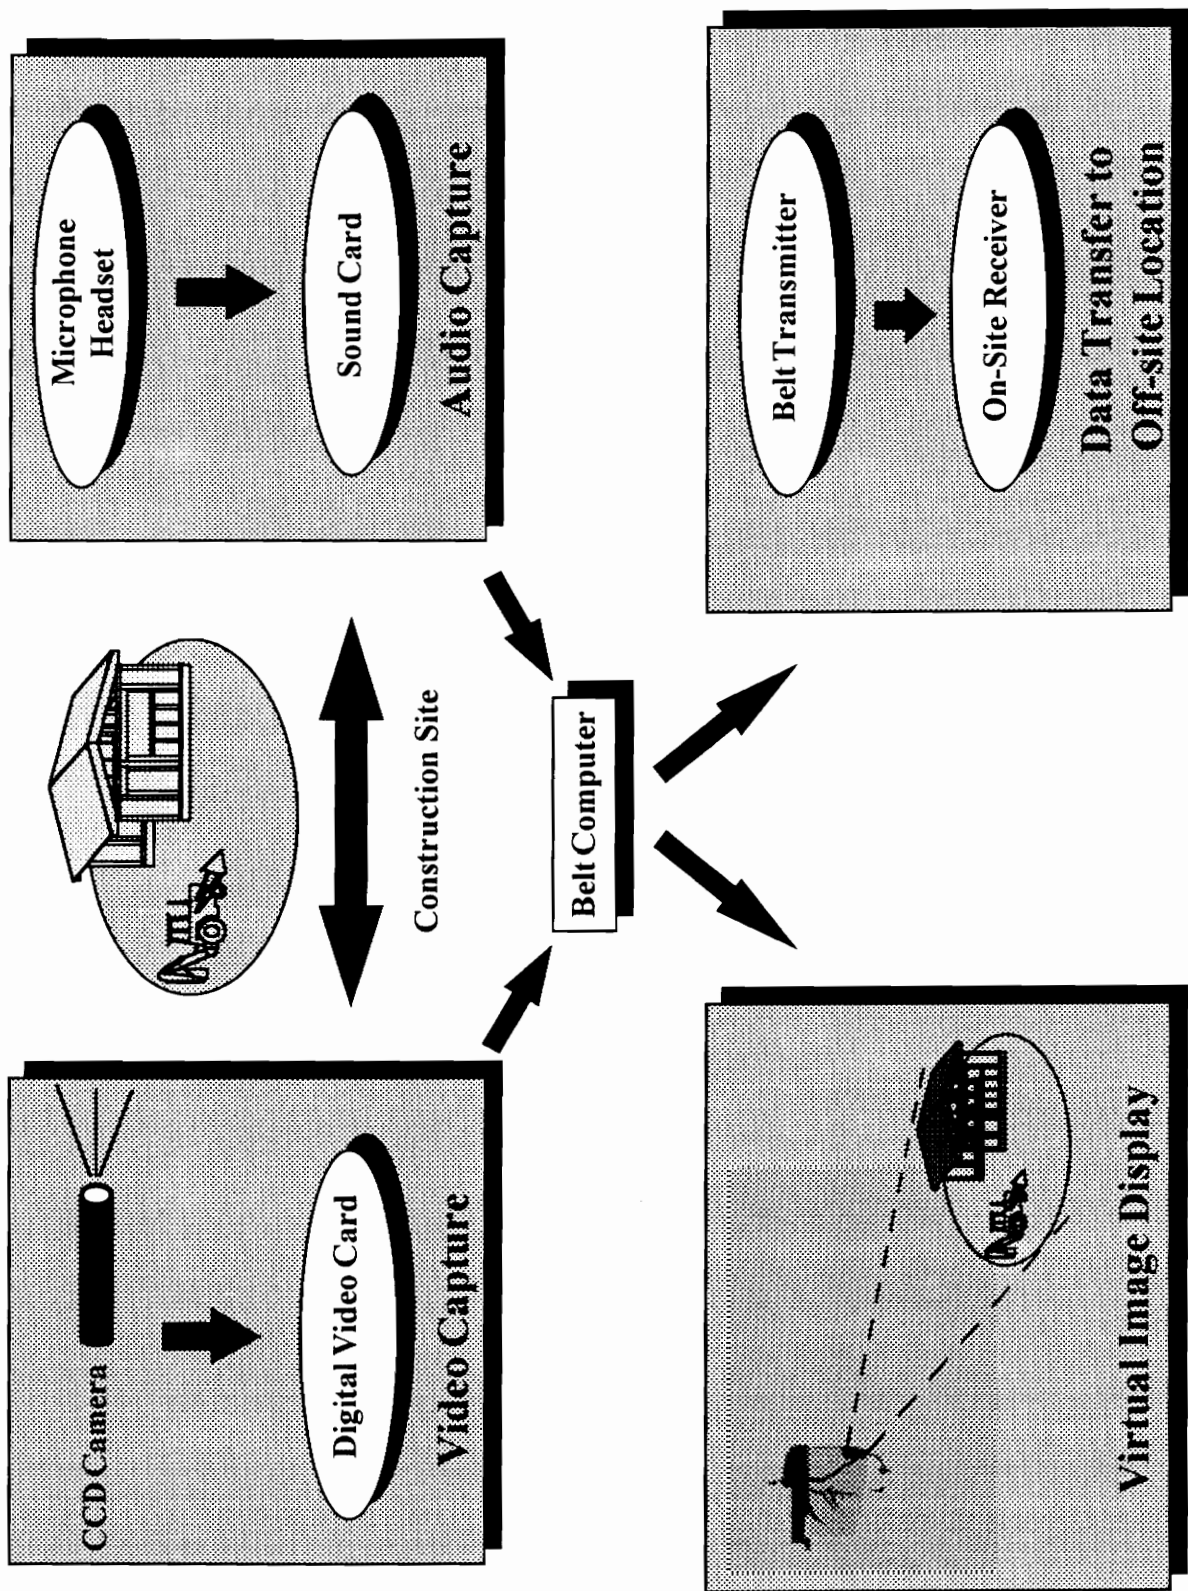 CCD Camera
Digital Video Card
Video Capture
Construction Site
Microphone
Headset
Sound Card
Audio Capture
Belt Computer
Virtual Image Display
Belt Transmitter
On-Site Receiver
Data Transfer to
Off-site Location